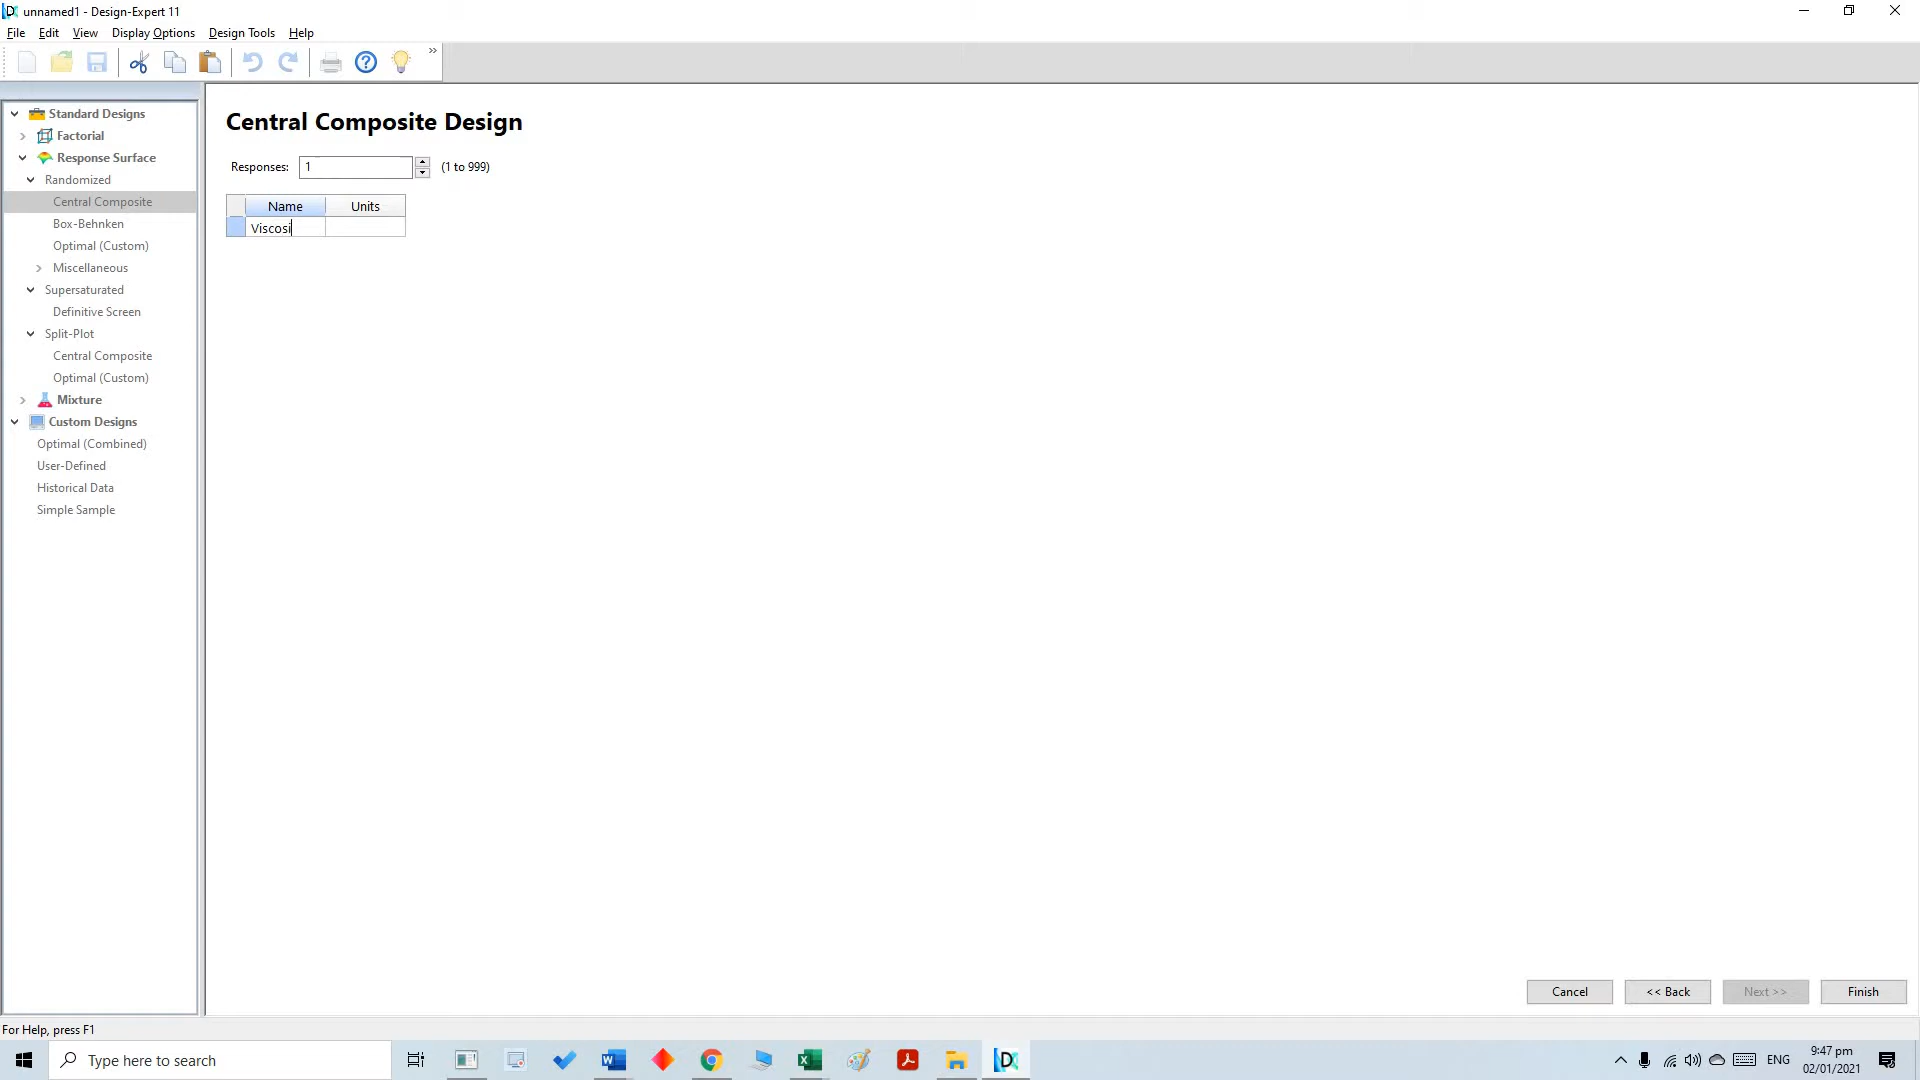 unnamed1 - Design-Expert 11
File Edit View Display Options Design Tools Help
»
Standard Designs
Factorial
Response Surface
Randomized
Central Composite
Box-Behnken
Optimal (Custom)
Miscellaneous
Supersaturated
Definitive Screen
Split-Plot
Central Composite
Optimal (Custom)
Mixture
Custom Designs
Optimal (Combined)
User-Defined
Historical Data
Simple Sample
Central Composite Design
Responses: 1 (1 to 999)
Name Units
Viscosi
Cancel << Back Next >> Finish
For Help, press F1
Type here to search
ENG
9:47 pm
02/01/2021